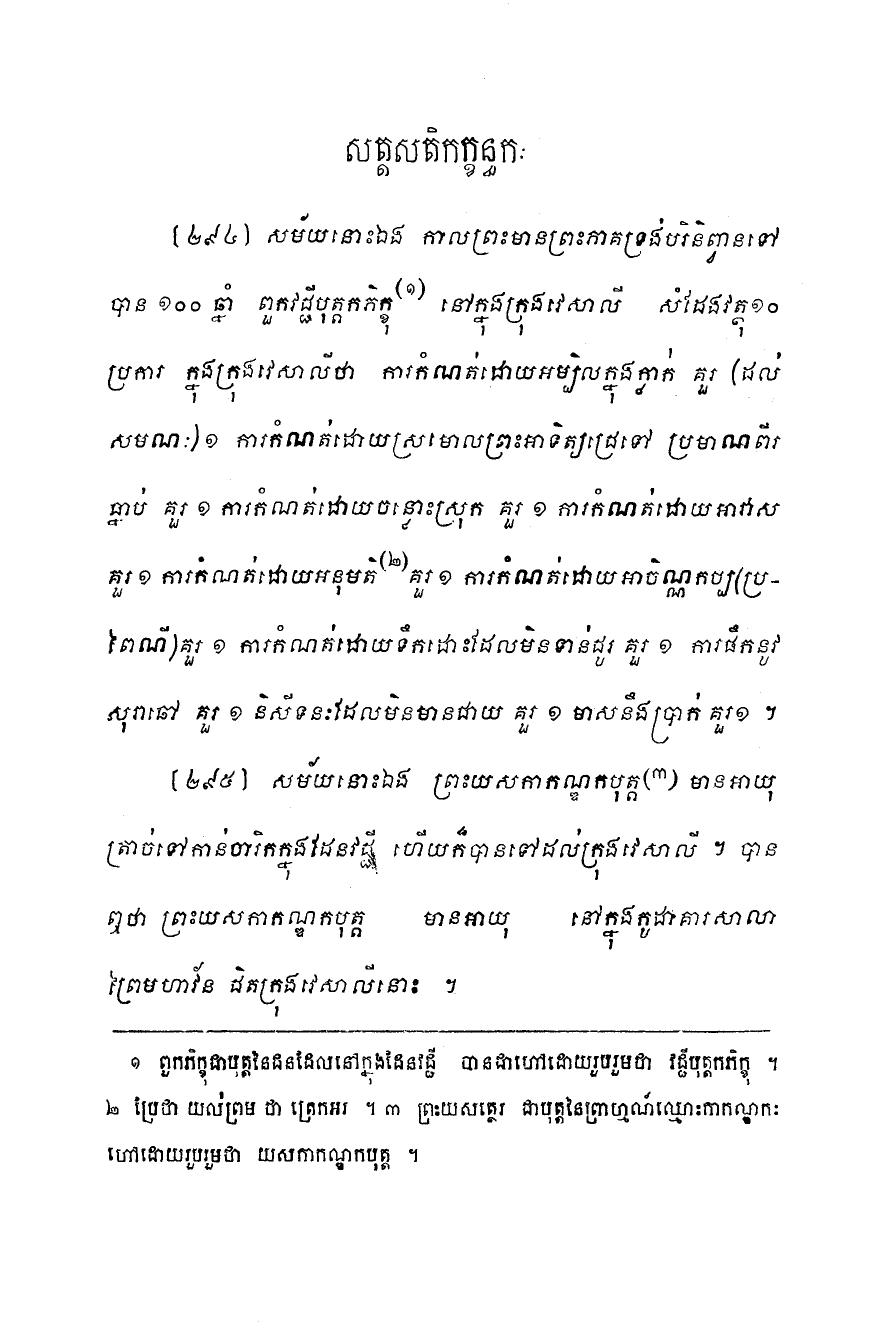 សត្តសតិកក្ខន្ធកៈ
[២៩៤] សម័យនោះឯង កាលព្រះមានព្រះភាគទ្រង់បរិនិព្វានទៅ
បាន ១០០ ឆ្នាំ ពួកវជ្ជីបុត្តកភិក្ខុ(១) នៅក្នុងក្រុងវេសាលី សំដែងវត្ថុ១០
ប្រការ ក្នុងក្រុងវេសាលីថា ការកំណត់ដោយអម្បិលក្នុងភ្លាក់ គួរ (ដល់
សមណៈ)១ ការកំណត់ដោយស្រមោលព្រះអាទិត្យជ្រេទៅ ប្រមាណពីរ
ធ្នាប់ គួរ ១ ការកំណត់ដោយចន្លោះស្រុក គួរ ១ ការកំណត់ដោយអាវាស
គួរ ១ ការកំណត់ដោយអនុមតិ(២)គួរ ១ ការកំណត់ដោយអាចិណ្ណកប្ប(ប្រ-
ពៃណី)គួរ ១ ការកំណត់ដោយទឹកដោះដែលមិនទាន់ជូរ គួរ ១ ការផឹកនូវ
សុរាឆៅ គួរ ១ និសីទនៈដែលមិនមានជាយ គួរ ១ មាសនឹងប្រាក់ គួរ១ ។
[២៩៥] សម័យនោះឯង ព្រះយសកាកណ្ឌកបុត្ត(៣) មានអាយុ
ត្រាច់ទៅកាន់ចារិកក្នុងដែនវជ្ជី ហើយក៏បានទៅដល់ក្រុងវេសាលី ។ បាន
ឮថា ព្រះយសកាកណ្ឌកបុត្ត មានអាយុ នៅក្នុងកូដាគារសាលា
ព្រៃមហាវ័ន ជិតក្រុងវេសាលីនោះ ។
១ ពួកភិក្ខុជាបុត្តនៃជនដែលនៅក្នុងដែនវជ្ជី បានជាហៅដោយរួបរួមថា វជ្ជីបុត្តកភិក្ខុ ។
២ ប្រែថា យល់ព្រម ថា ត្រេកអរ ។ ៣ ព្រះយសត្ថេរ ជាបុត្តនៃព្រាហ្មណ៍ឈ្មោះកាកណ្ឌកៈ
ហៅដោយរួបរួមថា យសកាកណ្ឌកបុត្ត ។